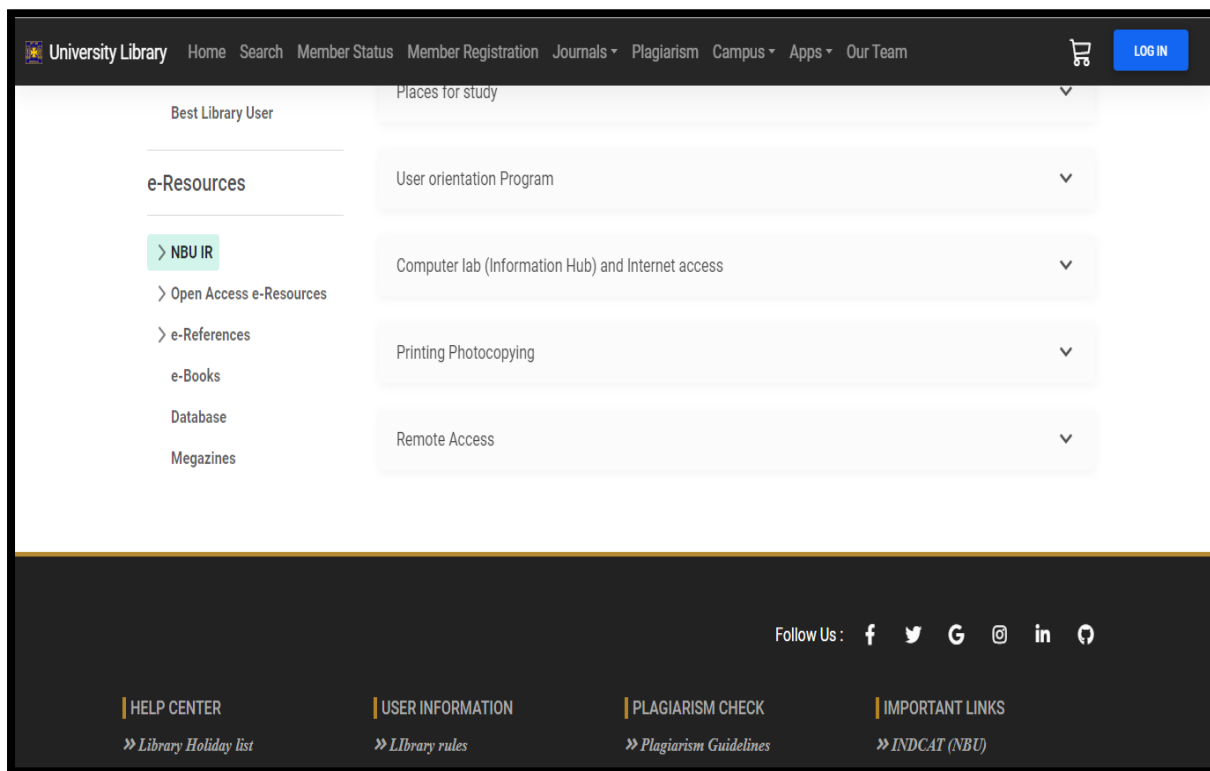 University Library Home Search Member Status Member Registration Journals Plagiarism Campus Apps Our Team LOG IN
Best Library User
e-Resources
NBU IR
Open Access e-Resources
e-References
e-Books
Database
Megazines
Places for study
User orientation Program
Computer lab (Information Hub) and Internet access
Printing Photocopying
Remote Access
Follow Us :
HELP CENTER
» Library Holiday list
USER INFORMATION
» LIbrary rules
PLAGIARISM CHECK
» Plagiarism Guidelines
IMPORTANT LINKS
» INDCAT (NBU)